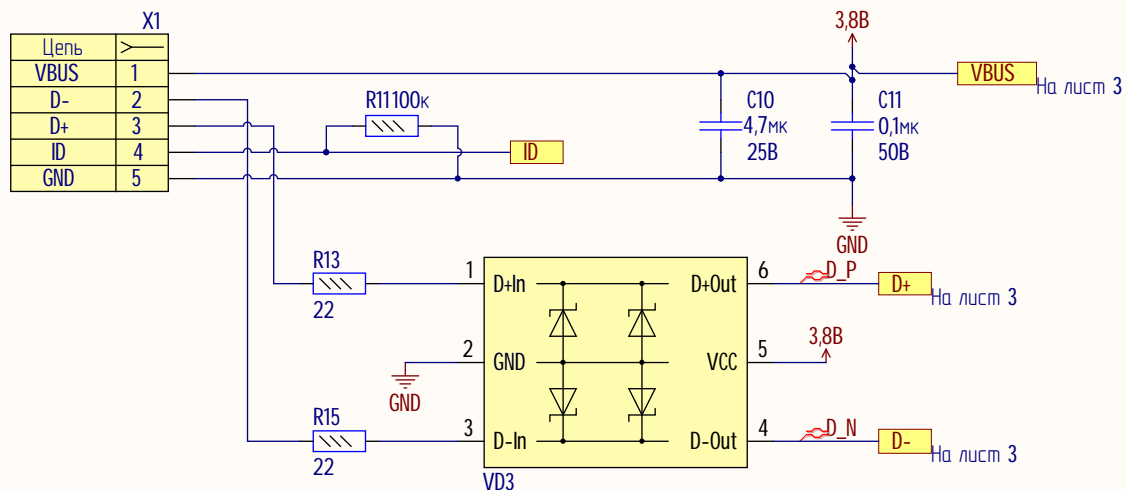 X1
3,8В
Цепь
VBUS 1
D- 2
D+ 3
ID 4
GND 5
R11 100к
ID
C10
4,7мк
25В
C11
0,1мк
50В
VBUS
На лист 3
GND
R13
22
1 D+In
D+Out 6
D_P
D+
На лист 3
2 GND
VCC 5
3,8В
GND
R15
22
3 D-In
D-Out 4
D_N
D-
На лист 3
VD3